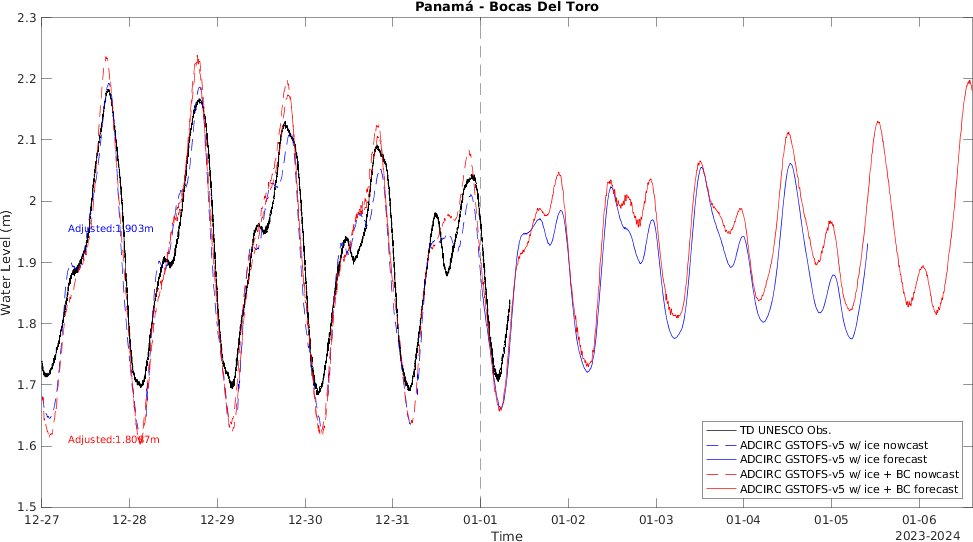 Panamá - Bocas Del Toro
2.3
2.2
2.1
2
1.9
1.8
1.7
1.6
1.5
Water Level (m)
Adjusted:1.903m
TD UNESCO Obs.
ADCIRC GSTOFS-v5 w/ ice nowcast
ADCIRC GSTOFS-v5 w/ ice forecast
ADCIRC GSTOFS-v5 w/ ice + BC nowcast
ADCIRC GSTOFS-v5 w/ ice + BC forecast
12-27 12-28 12-29 12-30 12-31 01-01 01-02 01-03 01-04 01-05 01-06
Time
2023-2024